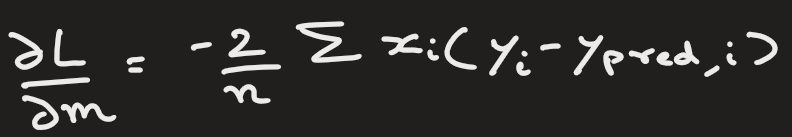 ∂L/∂m = -2/n Σ xi(yi - ypred,i)